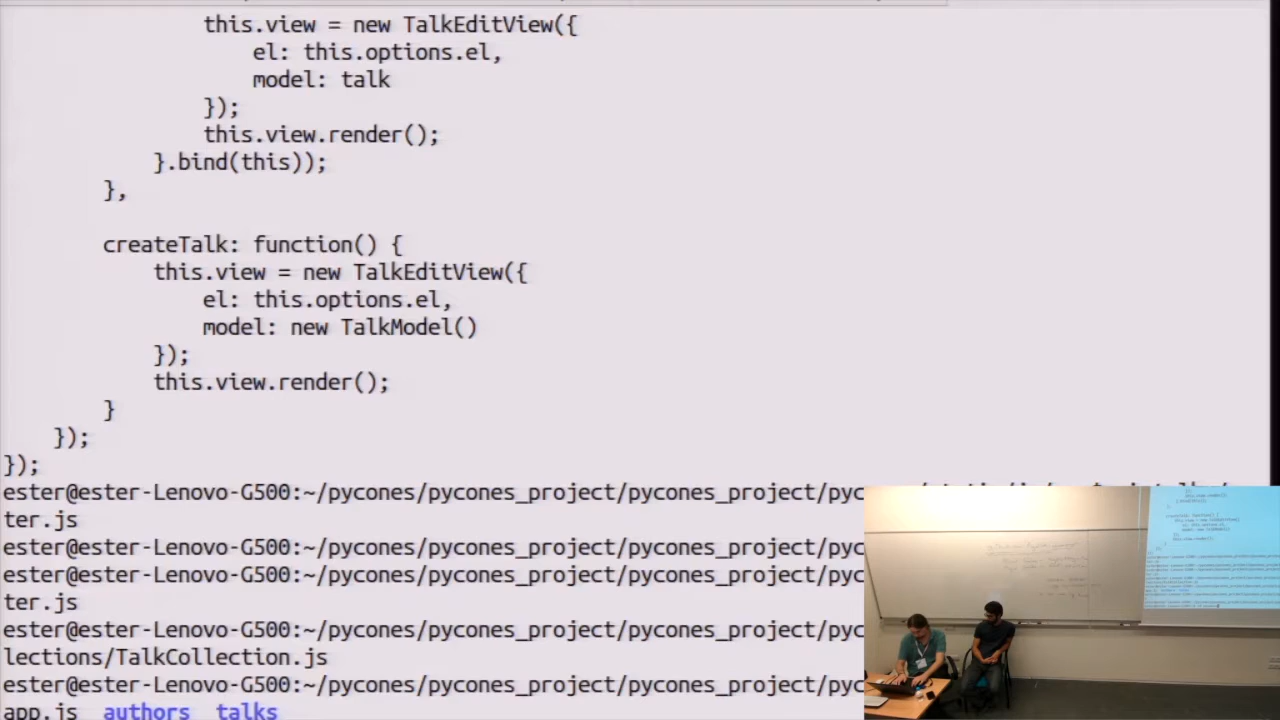 this.view = new TalkEditView({
el: this.options.el,
model: talk
});
this.view.render();
}.bind(this));
},
createTalk: function() {
this.view = new TalkEditView({
el: this.options.el,
model: new TalkModel()
});
this.view.render();
}
});
});
ester@ester-Lenovo-G500:~/pycones/pycones_project/pycones_project/pyc
ter.js
ester@ester-Lenovo-G500:~/pycones/pycones_project/pycones_project/pyc
ester@ester-Lenovo-G500:~/pycones/pycones_project/pycones_project/pyc
ter.js
ester@ester-Lenovo-G500:~/pycones/pycones_project/pycones_project/pyc
lections/TalkCollection.js
ester@ester-Lenovo-G500:~/pycones/pycones_project/pycones_project/pyc
app.js authors talks